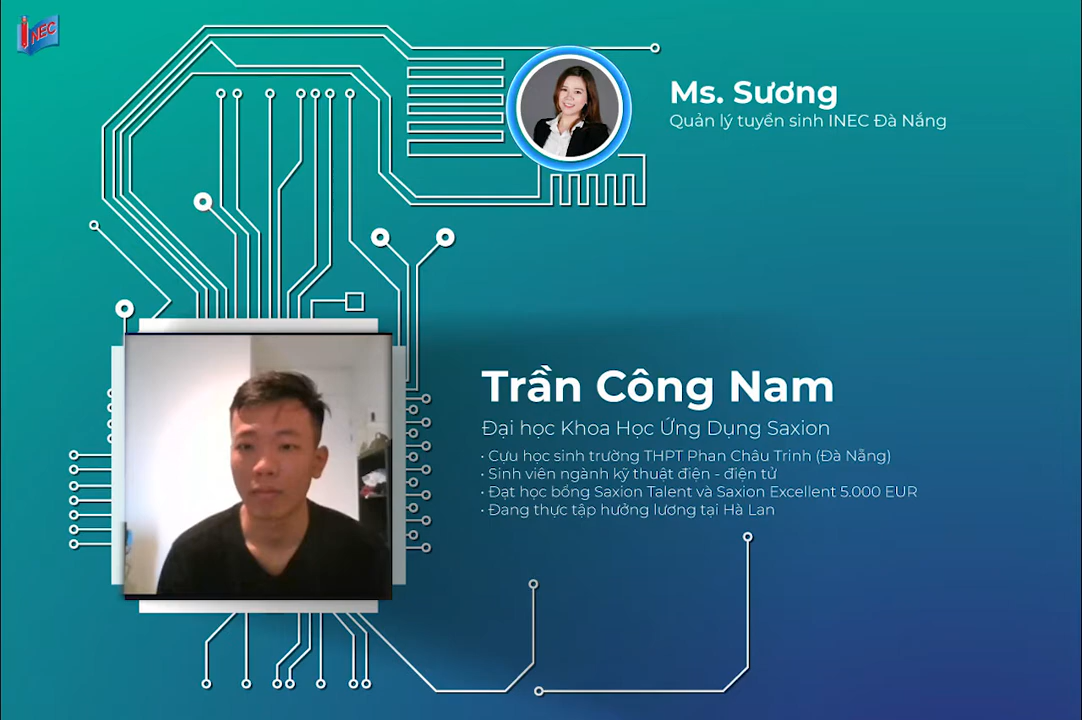 INEC
Ms. Sương
Quản lý tuyển sinh INEC Đà Nẵng
Trần Công Nam
Đại học Khoa Học Ứng Dụng Saxion
• Cựu học sinh trường THPT Phan Châu Trinh (Đà Nẵng)
• Sinh viên ngành kỹ thuật điện - điện tử
• Đạt học bổng Saxion Talent và Saxion Excellent 5.000 EUR
• Đang thực tập hưởng lương tại Hà Lan